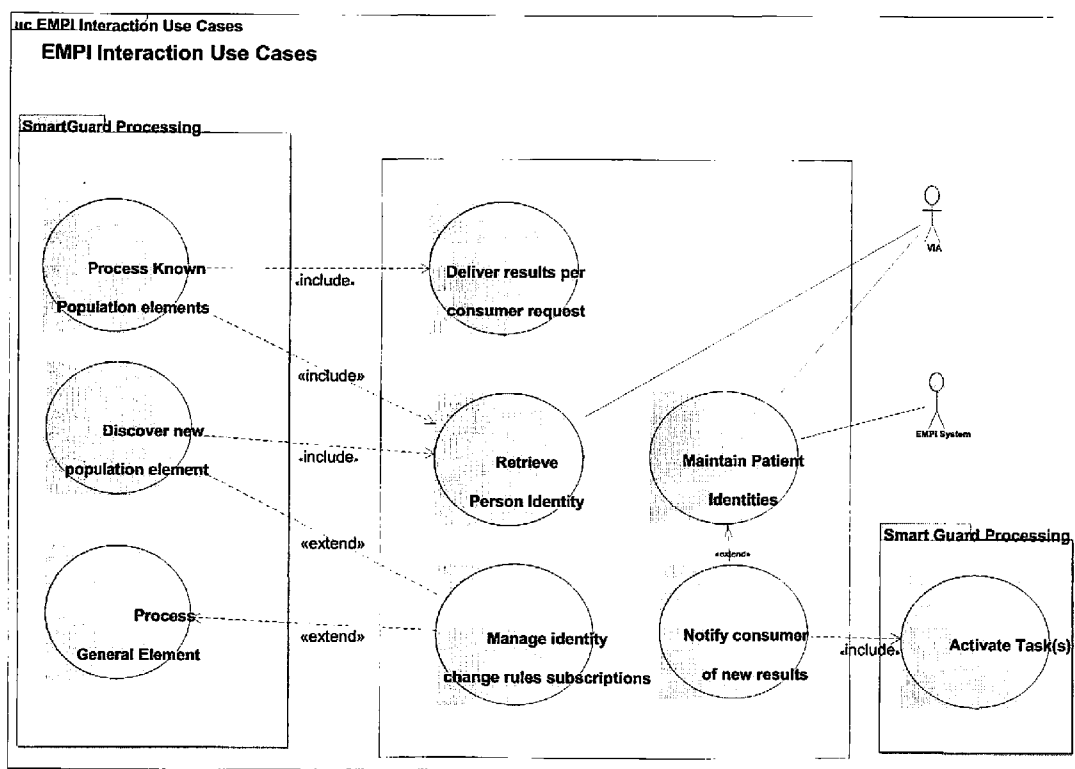 uc EMPI Interaction Use Cases
EMPI Interaction Use Cases
SmartGuard Processing
Process Known
Population elements
«include»
Deliver results per
consumer request
VIA
«include»
Discover new
population element
«include»
Retrieve
Person Identity
Maintain Patient
Identities
EMPI System
«extend»
«extend»
Smart Guard Processing
Process
General Element
«extend»
Manage identity
change rules subscriptions
Notify consumer
of new results
«include»
Activate Task(s)